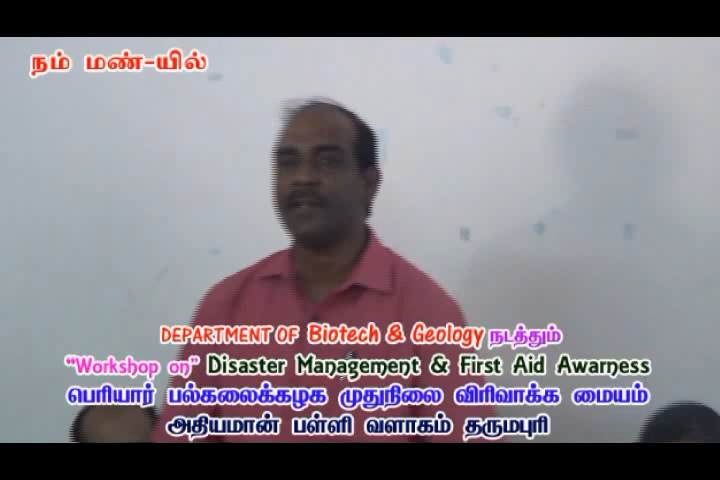 நம் மண்-யில்
DEPARTMENT OF Biotech & Geology நடத்தும்
“Workshop on” Disaster Management & First Aid Awarness
பெரியார் பல்கலைக்கழக முதுநிலை விரிவாக்க மையம்
அதியமான் பள்ளி வளாகம் தருமபுரி